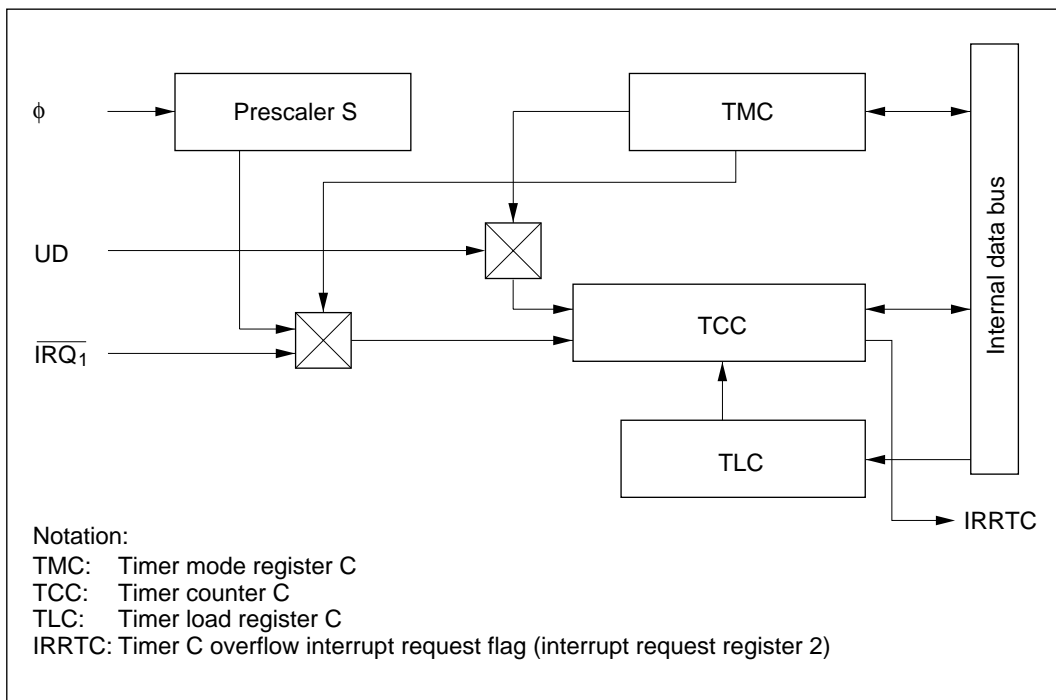 ϕ
Prescaler S
TMC
UD
TCC
Internal data bus
I̅R̅Q̅₁̅
TLC
IRRTC
Notation:
TMC: Timer mode register C
TCC: Timer counter C
TLC: Timer load register C
IRRTC: Timer C overflow interrupt request flag (interrupt request register 2)